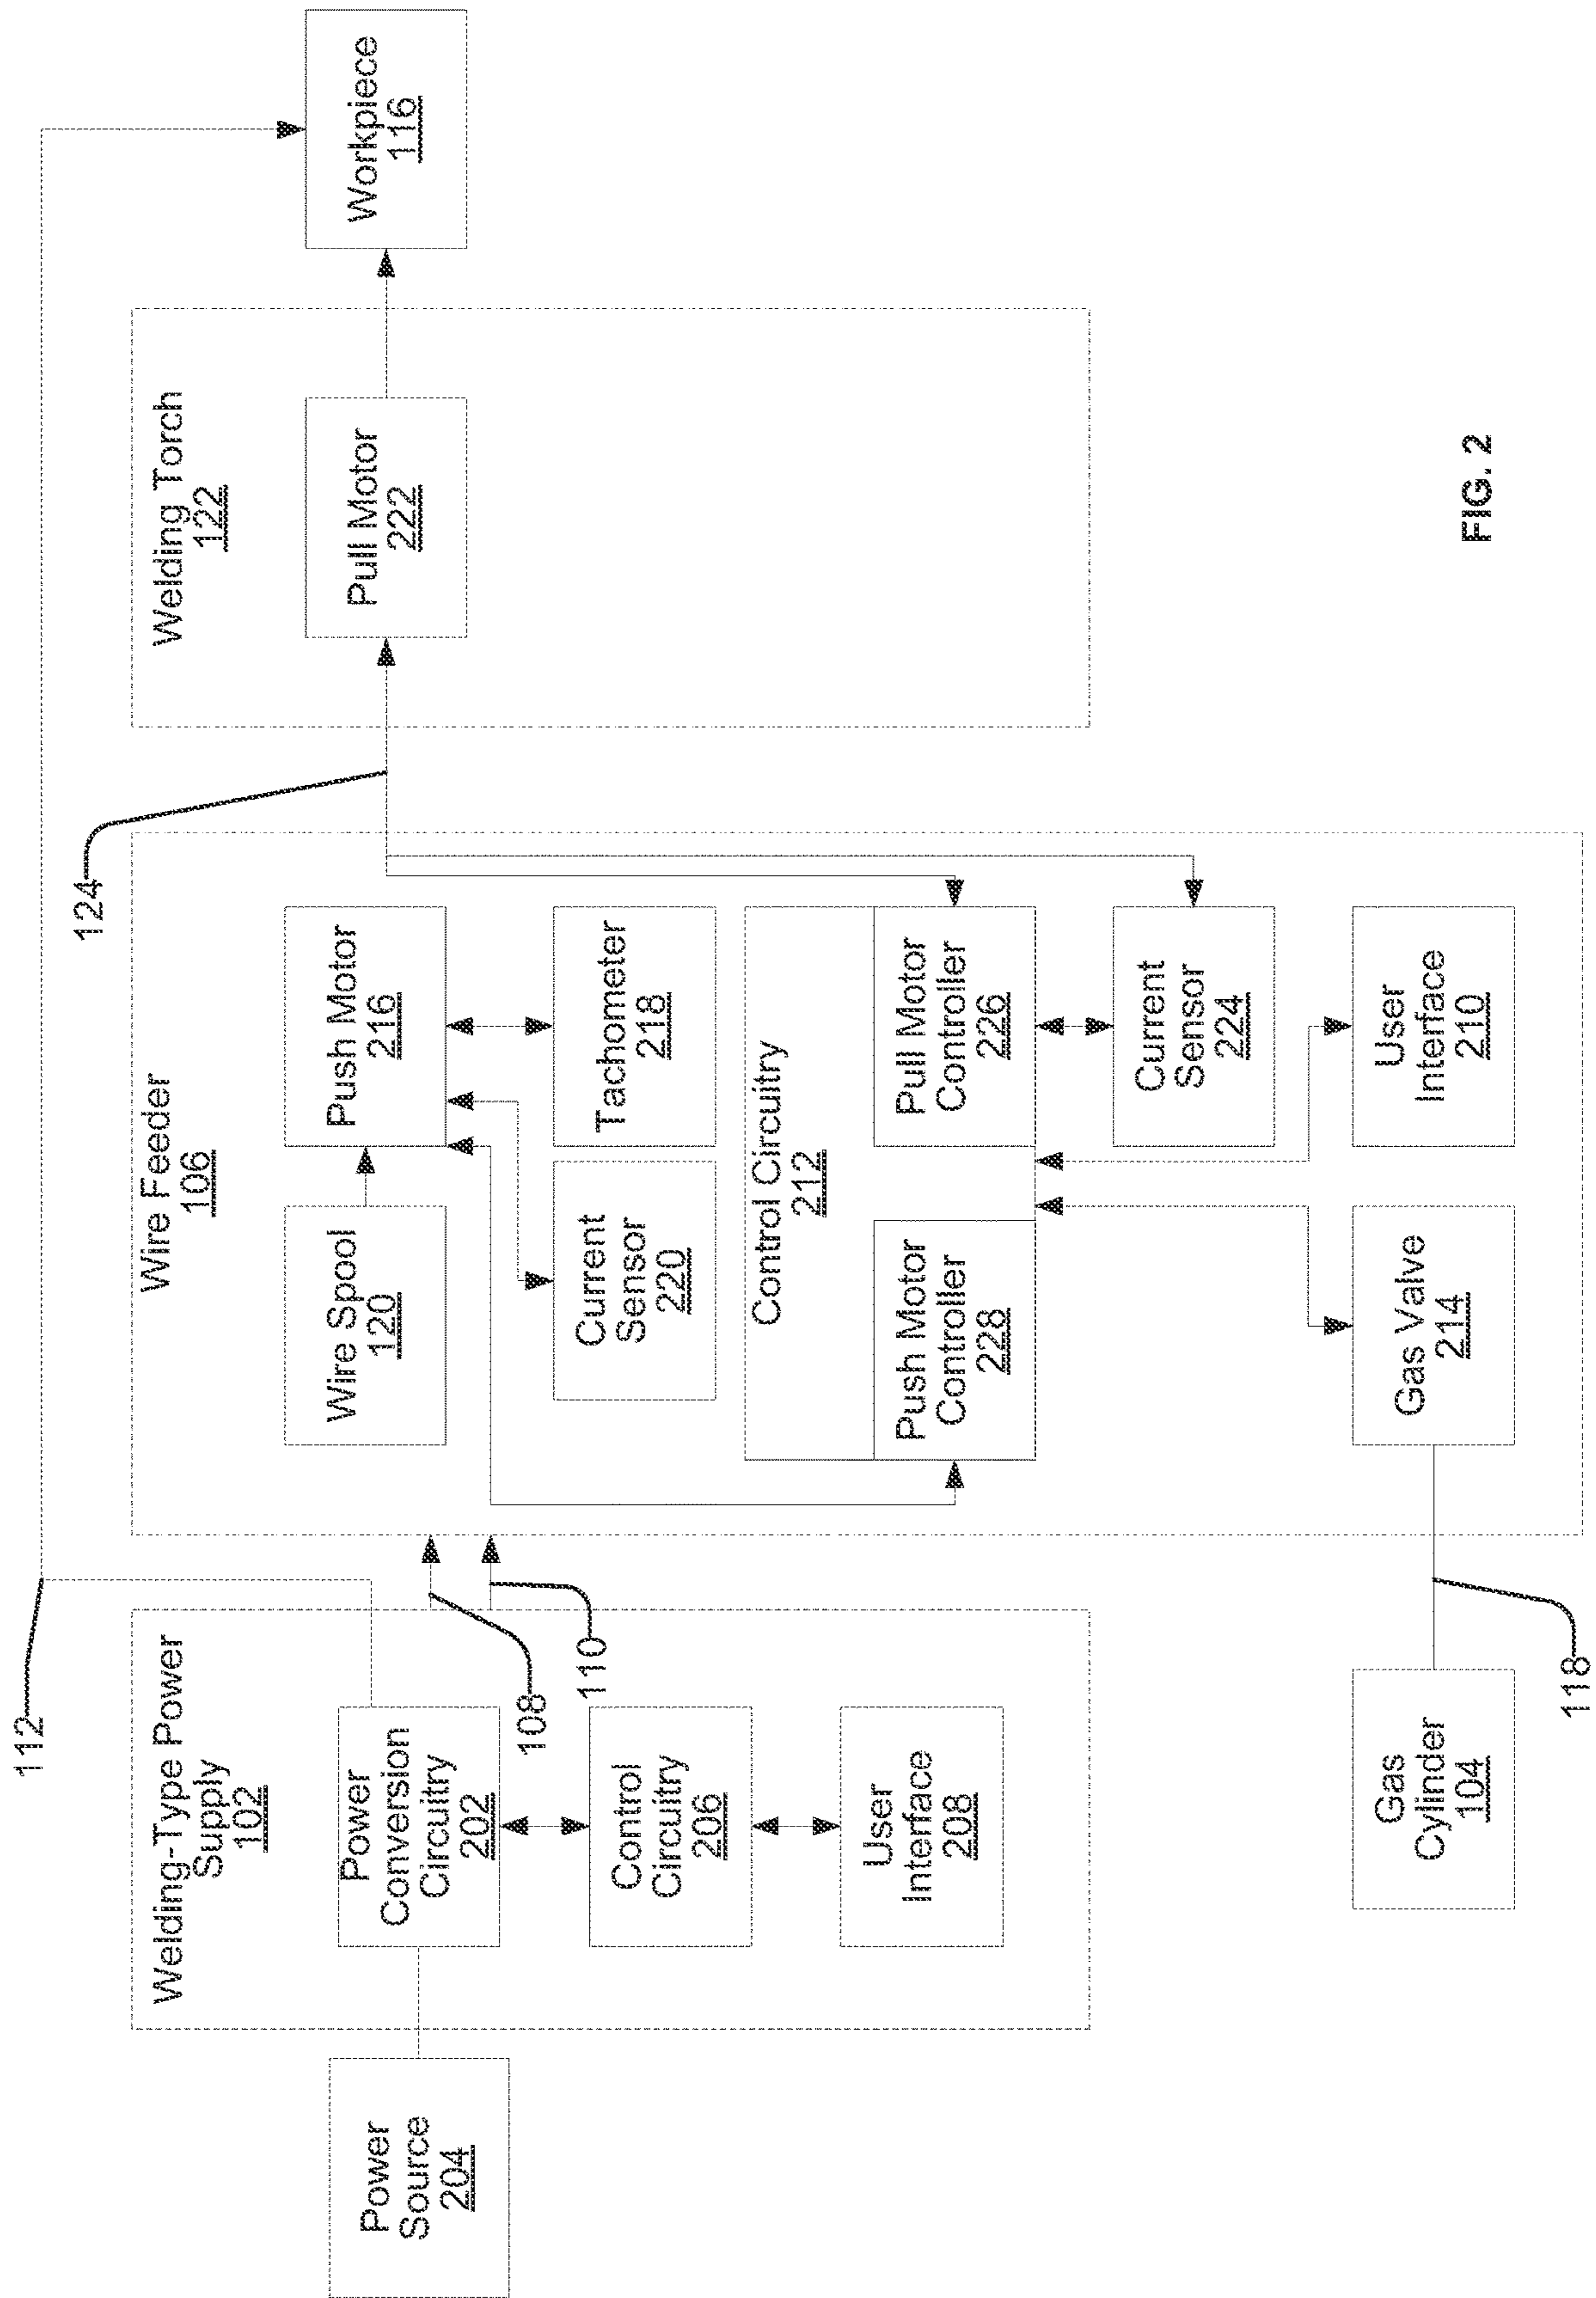 112
Welding-Type Power
Supply
102
Power
Source
204
Power
Conversion
Circuitry
202
Control
Circuitry
206
User
Interface
208
108
110
Gas
Cylinder
104
118
Wire Feeder
106
Wire Spool
120
Push Motor
216
Current
Sensor
220
Tachometer
218
Control Circuitry
212
Push Motor
Controller
228
Pull Motor
Controller
226
Current
Sensor
224
Gas Valve
214
User
Interface
210
124
Welding Torch
122
Pull Motor
222
Workpiece
116
FIG. 2